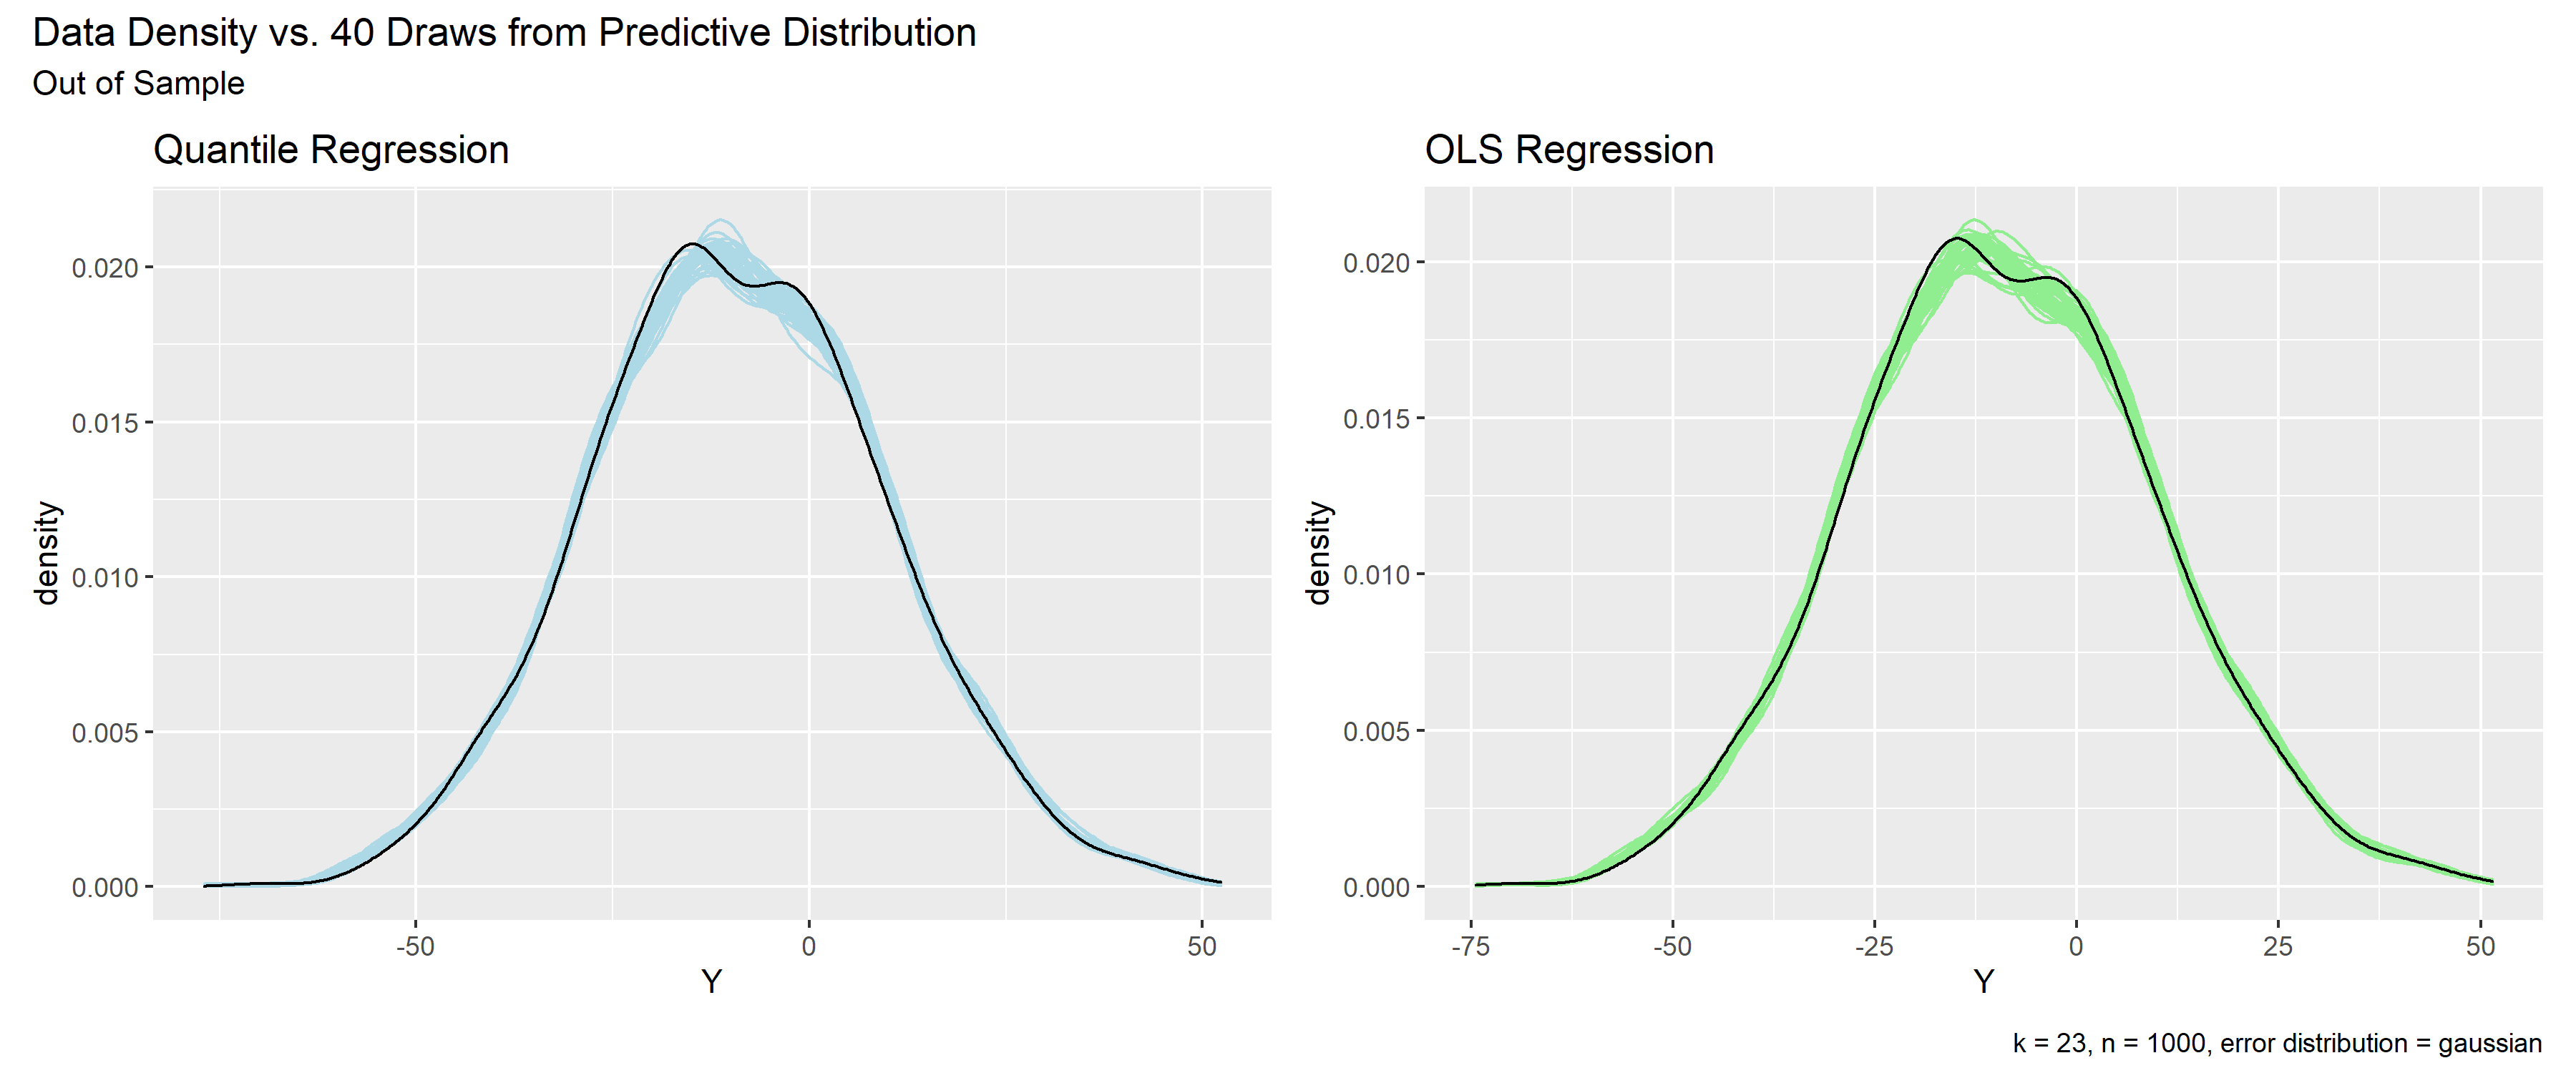 Data Density vs. 40 Draws from Predictive Distribution
Out of Sample
Quantile Regression
density
0.020
0.015
0.010
0.005
0.000
-50
0
50
Y
OLS Regression
density
0.020
0.015
0.010
0.005
0.000
-75
-50
-25
0
25
50
Y
k = 23, n = 1000, error distribution = gaussian